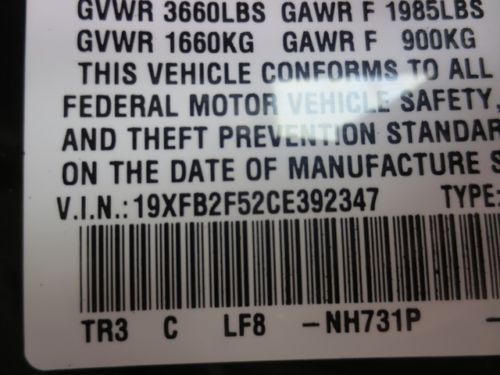 GVWR 3660LBS GAWR F 1985LBS
GVWR 1660KG GAWR F 900KG
THIS VEHICLE CONFORMS TO ALL
FEDERAL MOTOR VEHICLE SAFETY,
AND THEFT PREVENTION STANDAR
ON THE DATE OF MANUFACTURE S
V.I.N.: 19XFB2F52CE392347 TYPE:
TR3 C LF8 -NH731P -